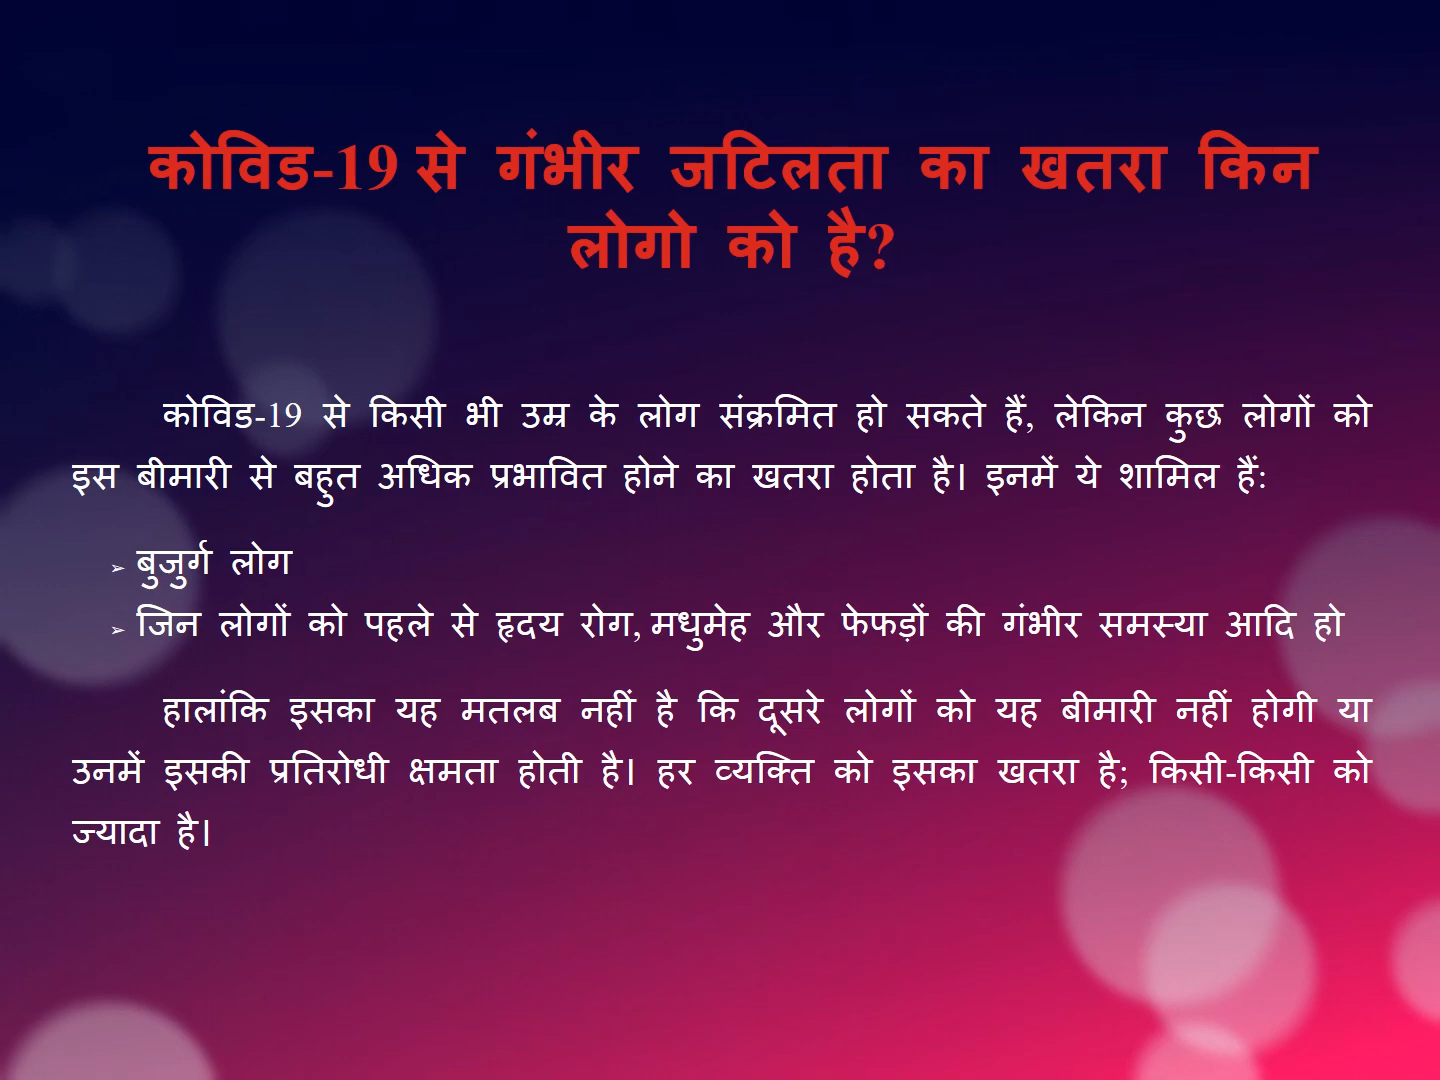 कोविड-19 से गंभीर जटिलता का खतरा किन
लोगो को है?
कोविड-19 से किसी भी उम्र के लोग संक्रमित हो सकते हैं, लेकिन कुछ लोगों को
इस बीमारी से बहुत अधिक प्रभावित होने का खतरा होता है। इनमें ये शामिल हैं:
➢ बुजुर्ग लोग
➢ जिन लोगों को पहले से हृदय रोग, मधुमेह और फेफड़ों की गंभीर समस्या आदि हो
हालांकि इसका यह मतलब नहीं है कि दूसरे लोगों को यह बीमारी नहीं होगी या
उनमें इसकी प्रतिरोधी क्षमता होती है। हर व्यक्ति को इसका खतरा है; किसी-किसी को
ज्यादा है।